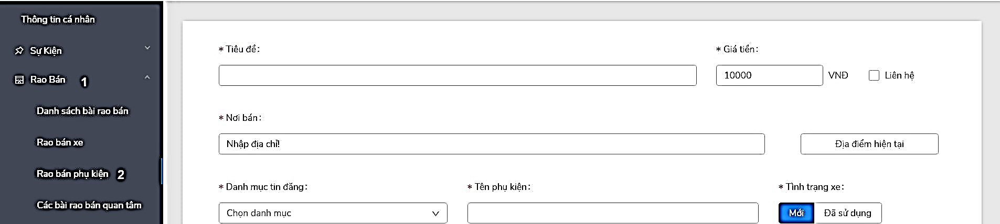 Thông tin cá nhân
Sự Kiện
Rao Bán 1
Danh sách bài rao bán
Rao bán xe
Rao bán phụ kiện 2
Các bài rao bán quan tâm
* Tiêu đề: * Giá tiền:
10000 VNĐ Liên hệ
* Nơi bán:
Nhập địa chỉ! Địa điểm hiện tại
* Danh mục tin đăng: * Tên phụ kiện: * Tình trạng xe:
Chọn danh mục Mới Đã sử dụng